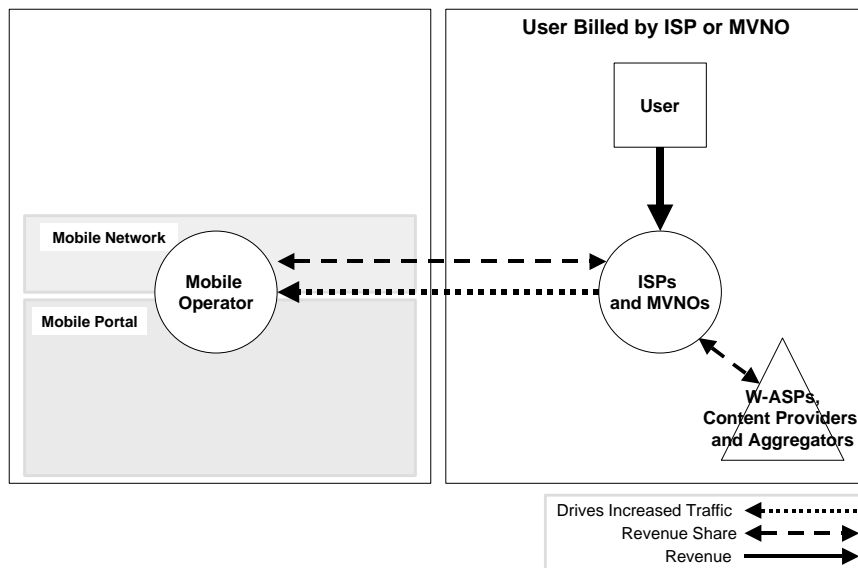 User Billed by ISP or MVNO
User
Mobile Network
Mobile
Operator
ISPs
and MVNOs
Mobile Portal
W-ASPs,
Content Providers
and Aggregators
Drives Increased Traffic
Revenue Share
Revenue